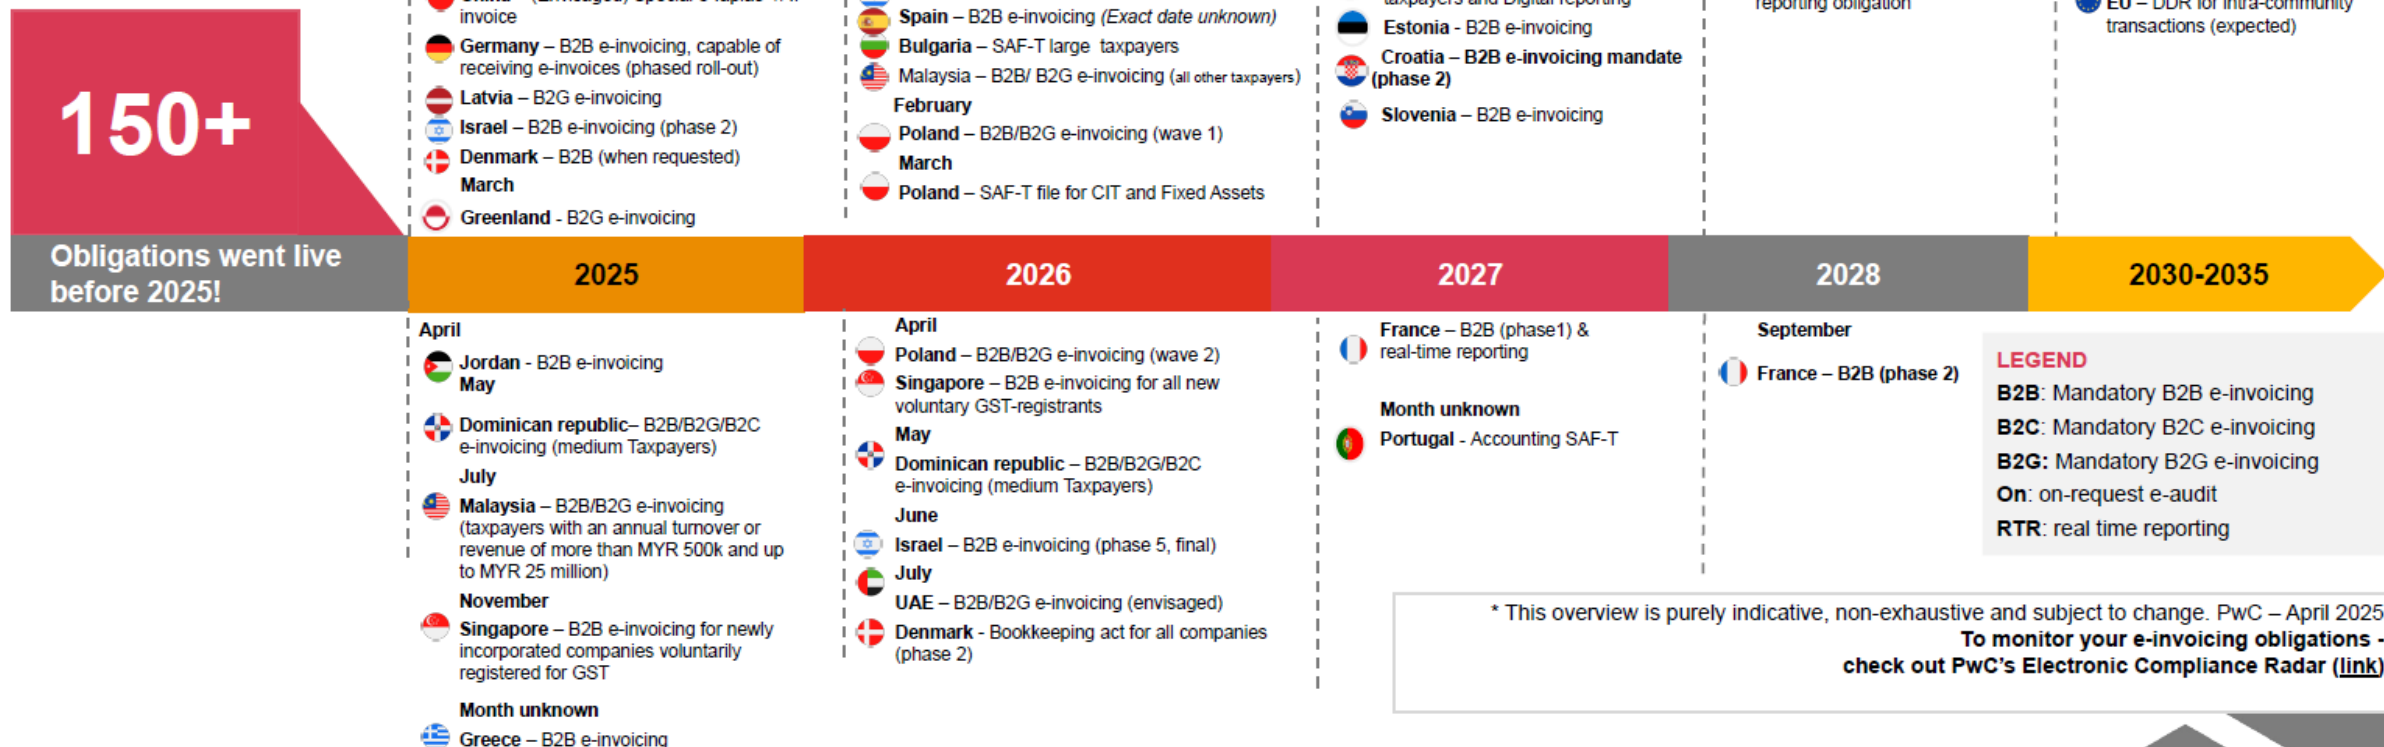 invoice
Germany – B2B e-invoicing, capable of
receiving e-invoices (phased roll-out)
Latvia – B2G e-invoicing
Israel – B2B e-invoicing (phase 2)
Denmark – B2B (when requested)
March
Greenland - B2G e-invoicing
Spain – B2B e-invoicing (Exact date unknown)
Bulgaria – SAF-T large taxpayers
Malaysia – B2B/ B2G e-invoicing (all other taxpayers)
February
Poland – B2B/B2G e-invoicing (wave 1)
March
Poland – SAF-T file for CIT and Fixed Assets
taxpayers and Digital reporting
Estonia - B2B e-invoicing
Croatia – B2B e-invoicing mandate
(phase 2)
Slovenia – B2B e-invoicing
reporting obligation
EU – DDR for intra-community
transactions (expected)
150+
Obligations went live
before 2025!
2025
2026
2027
2028
2030-2035
April
Jordan - B2B e-invoicing
May
Dominican republic– B2B/B2G/B2C
e-invoicing (medium Taxpayers)
July
Malaysia – B2B/B2G e-invoicing
(taxpayers with an annual turnover or
revenue of more than MYR 500k and up
to MYR 25 million)
November
Singapore – B2B e-invoicing for newly
incorporated companies voluntarily
registered for GST
Month unknown
Greece – B2B e-invoicing
April
Poland – B2B/B2G e-invoicing (wave 2)
Singapore – B2B e-invoicing for all new
voluntary GST-registrants
May
Dominican republic – B2B/B2G/B2C
e-invoicing (medium Taxpayers)
June
Israel – B2B e-invoicing (phase 5, final)
July
UAE – B2B/B2G e-invoicing (envisaged)
Denmark - Bookkeeping act for all companies
(phase 2)
France – B2B (phase1) &
real-time reporting
Month unknown
Portugal - Accounting SAF-T
September
France – B2B (phase 2)
LEGEND
B2B: Mandatory B2B e-invoicing
B2C: Mandatory B2C e-invoicing
B2G: Mandatory B2G e-invoicing
On: on-request e-audit
RTR: real time reporting
* This overview is purely indicative, non-exhaustive and subject to change. PwC – April 2025
To monitor your e-invoicing obligations -
check out PwC's Electronic Compliance Radar (link)